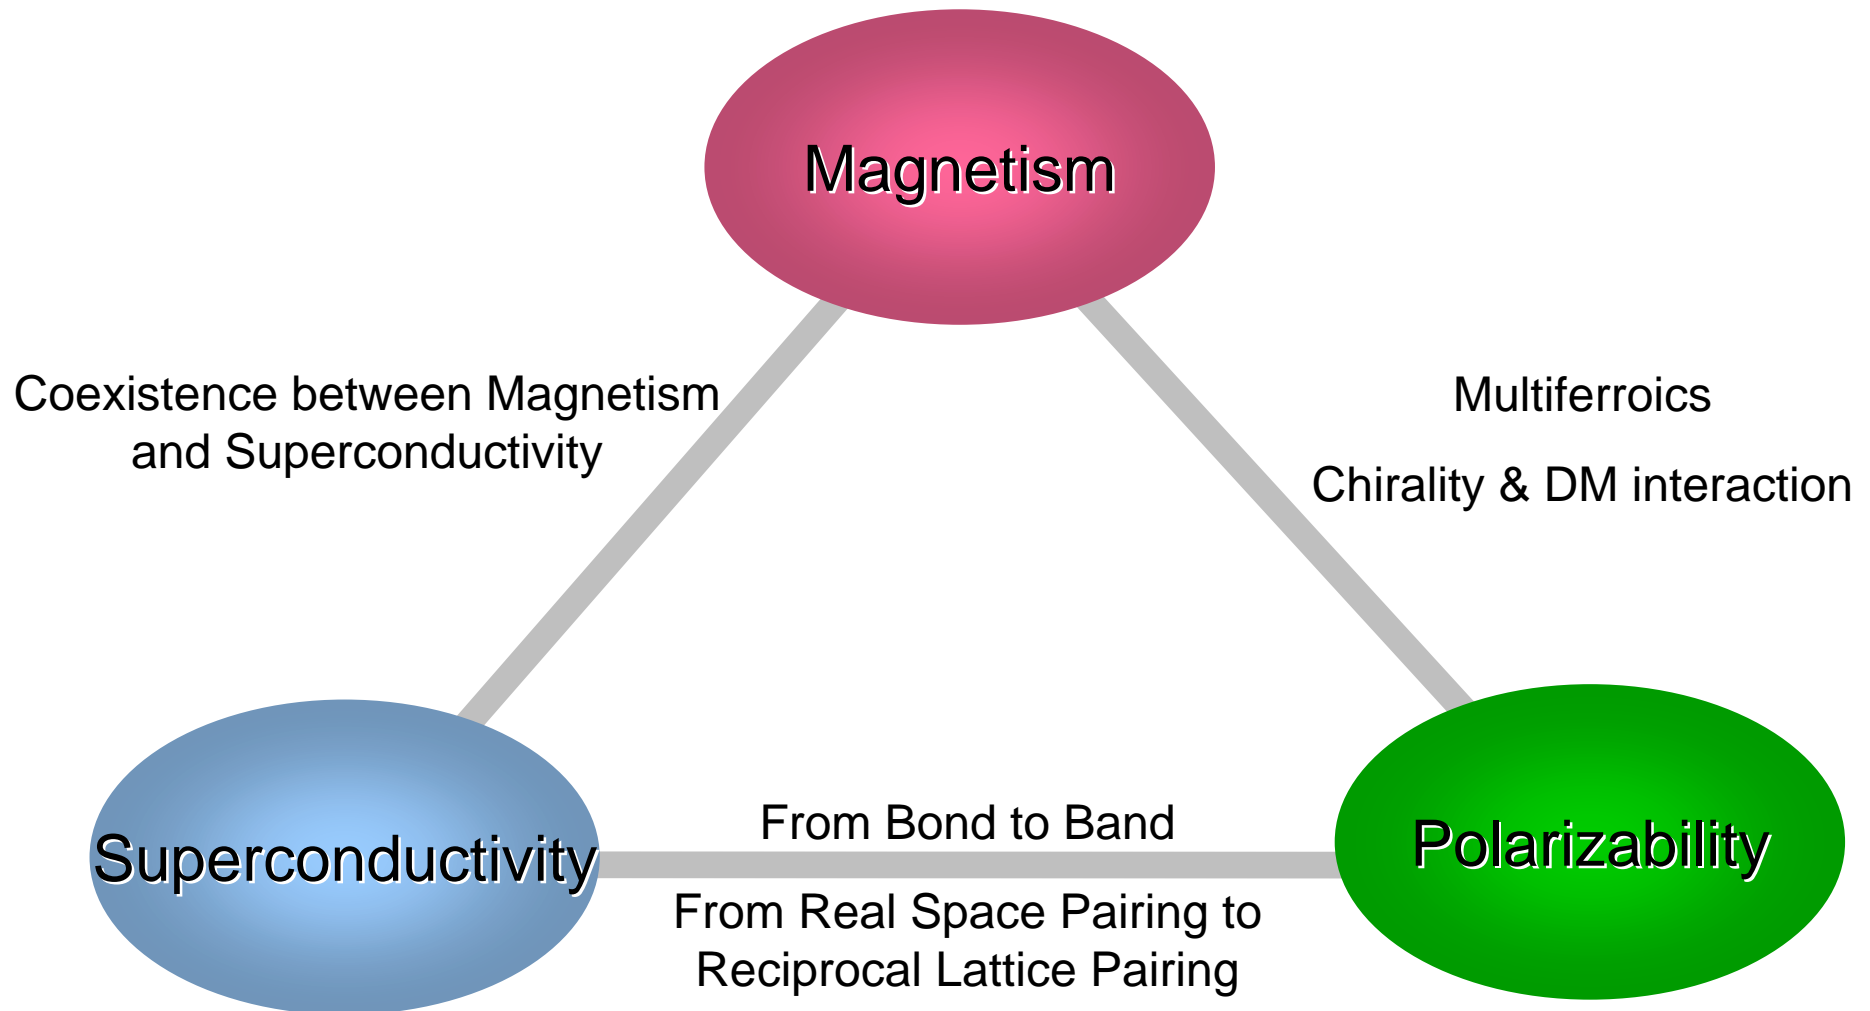 Magnetism
Coexistence between Magnetism
and Superconductivity
Multiferroics
Chirality & DM interaction
Superconductivity
From Bond to Band
From Real Space Pairing to
Reciprocal Lattice Pairing
Polarizability